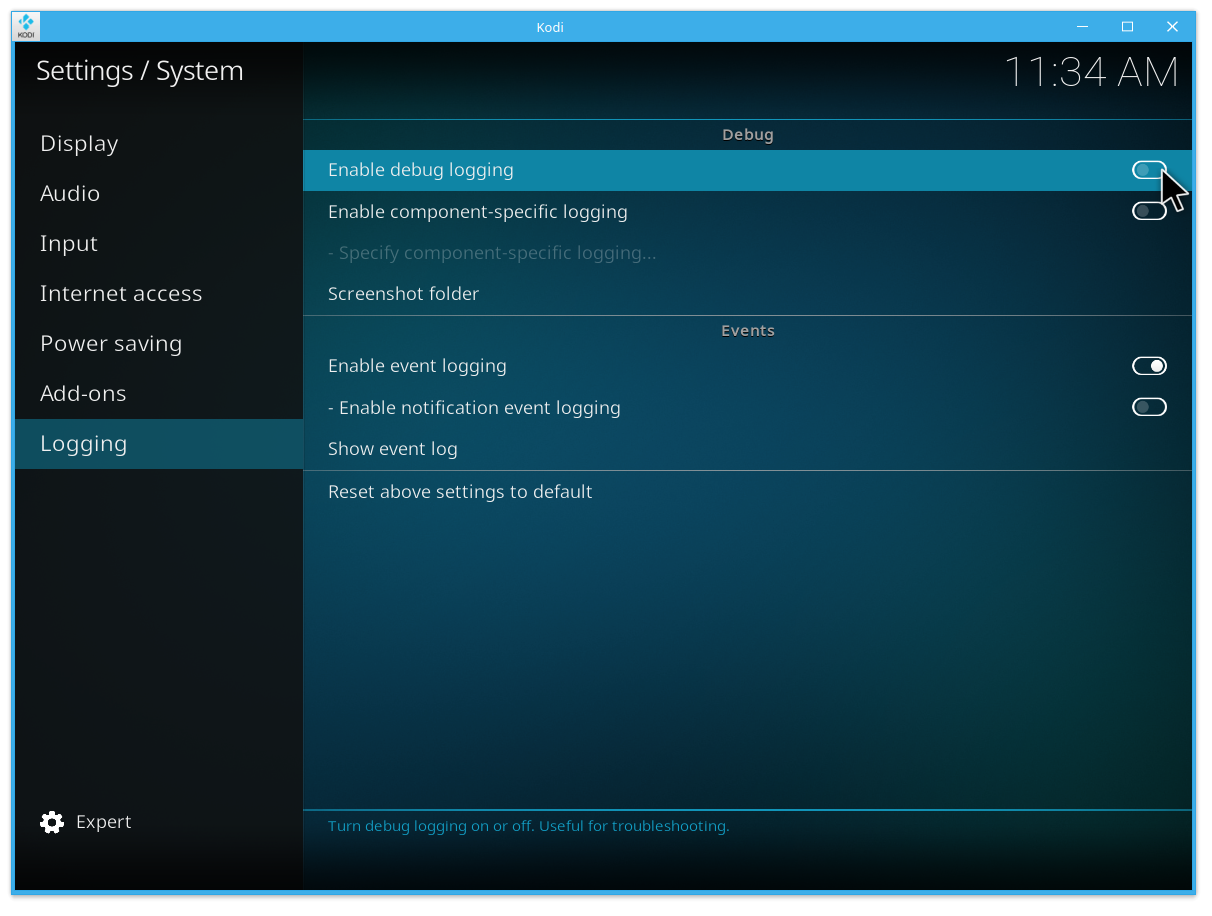 KODI
Kodi
Settings / System
11:34 AM
Display
Audio
Input
Internet access
Power saving
Add-ons
Logging
Expert
Debug
Enable debug logging
Enable component-specific logging
- Specify component-specific logging...
Screenshot folder
Events
Enable event logging
- Enable notification event logging
Show event log
Reset above settings to default
Turn debug logging on or off. Useful for troubleshooting.